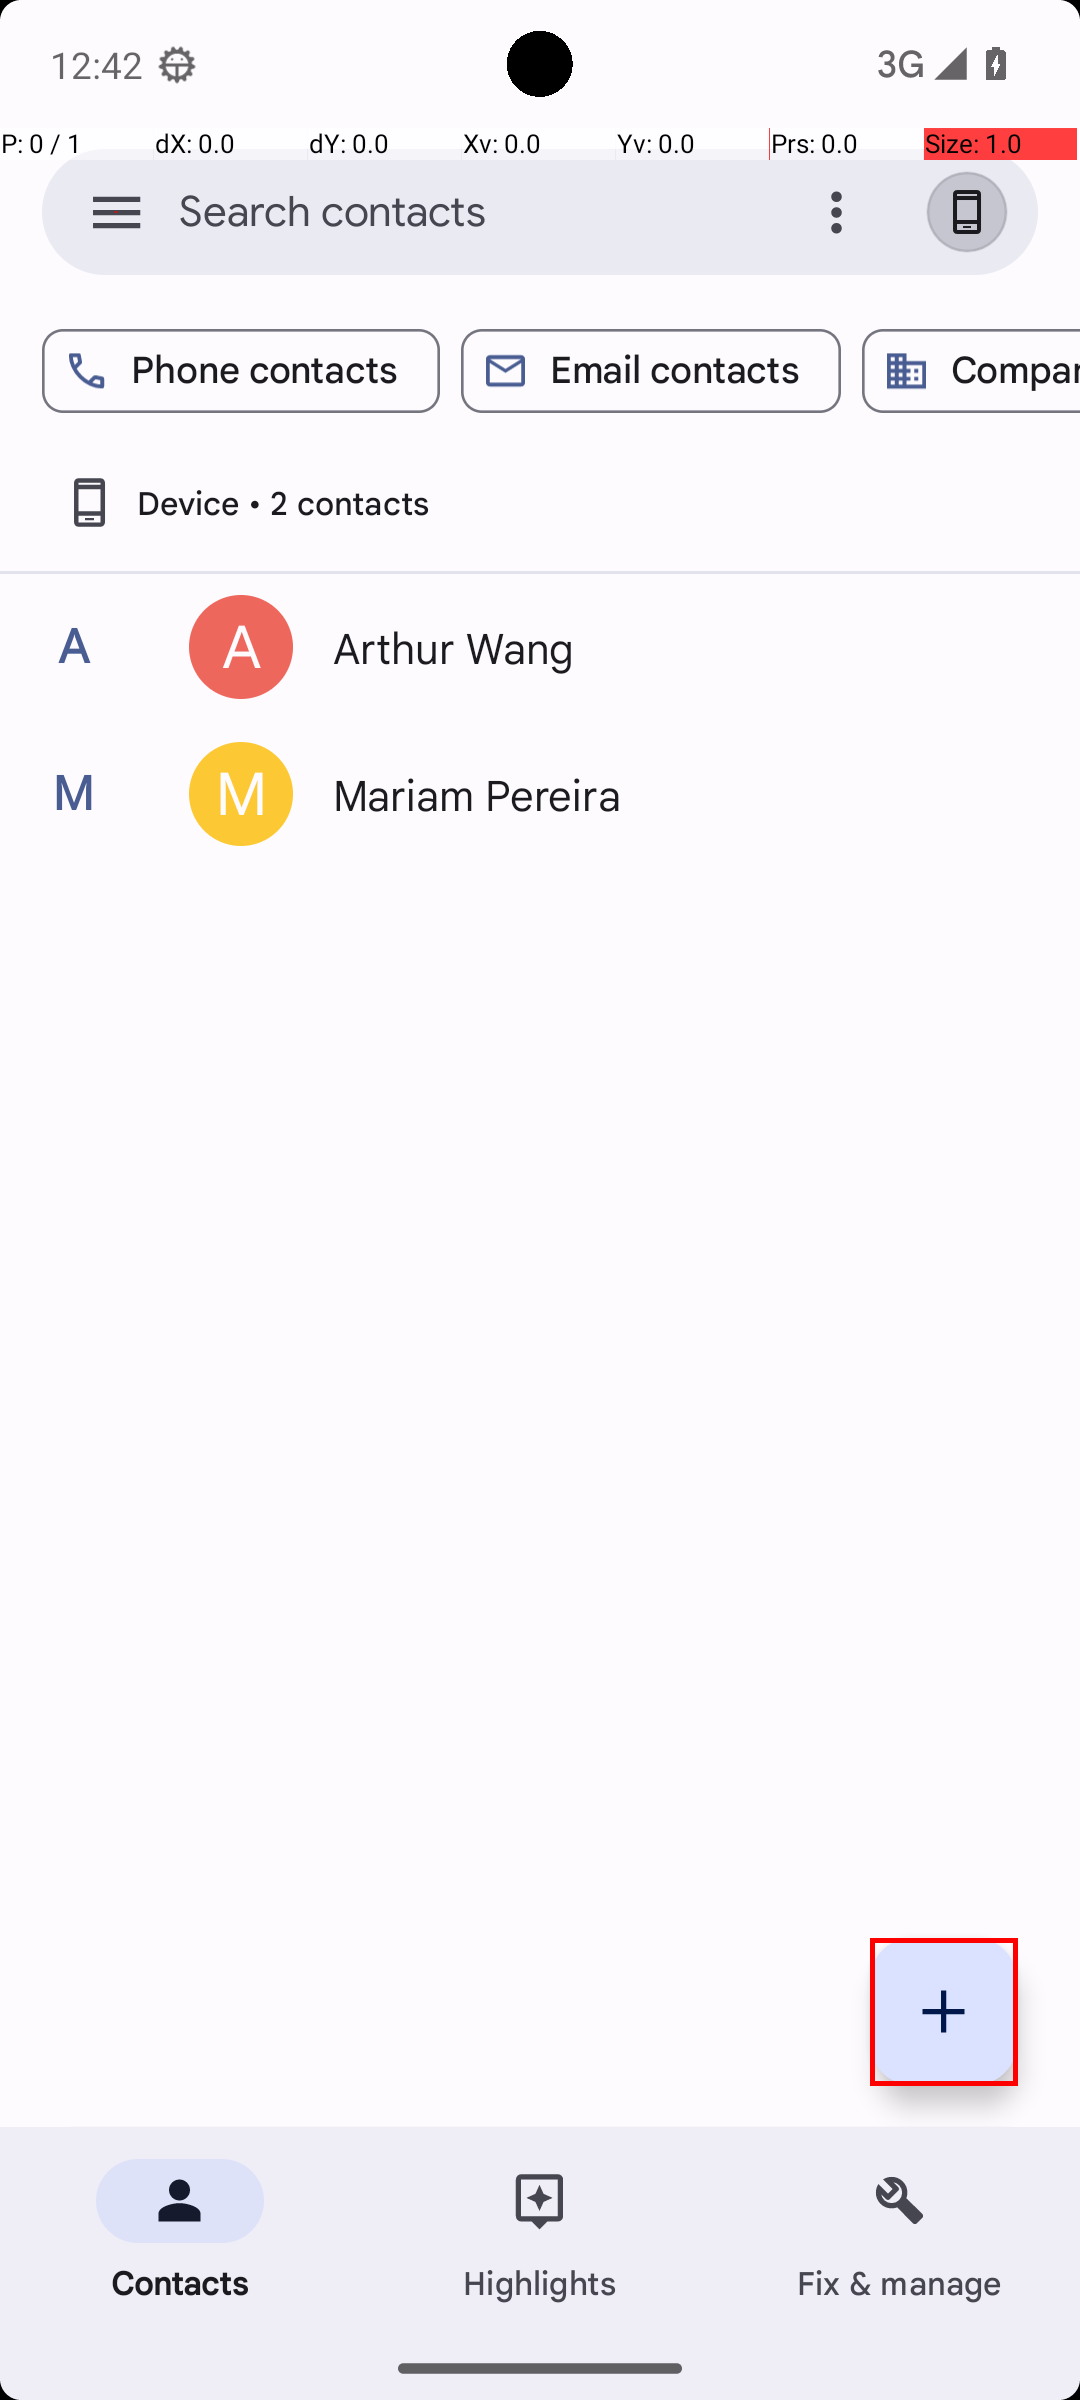 12:42
3G
P: 0 / 1 dX: 0.0 dY: 0.0 Xv: 0.0 Yv: 0.0 Prs: 0.0 Size: 1.0
Search contacts
Phone contacts Email contacts Compar
Device • 2 contacts
A A Arthur Wang
M M Mariam Pereira
Contacts Highlights Fix & manage